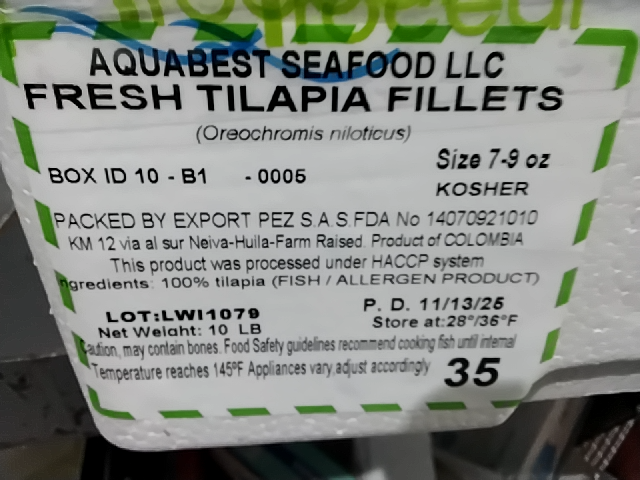 AQUABEST SEAFOOD LLC
FRESH TILAPIA FILLETS
(Oreochromis niloticus)
Size 7-9 oz
BOX ID 10 - B1 - 0005
KOSHER
PACKED BY EXPORT PEZ S.A.S.FDA No 14070921010
KM 12 via al sur Neiva-Huila-Farm Raised. Product of COLOMBIA
This product was processed under HACCP system
ngredients: 100% tilapia (FISH / ALLERGEN PRODUCT)
LOT:LWI1079
P. D. 11/13/25
Net Weight: 10 LB
Store at:28°/36°F
Caution, may contain bones. Food Safety guidelines recommend cooking fish until internal
Temperature reaches 145ºF Appliances vary,adjust accordingly
35